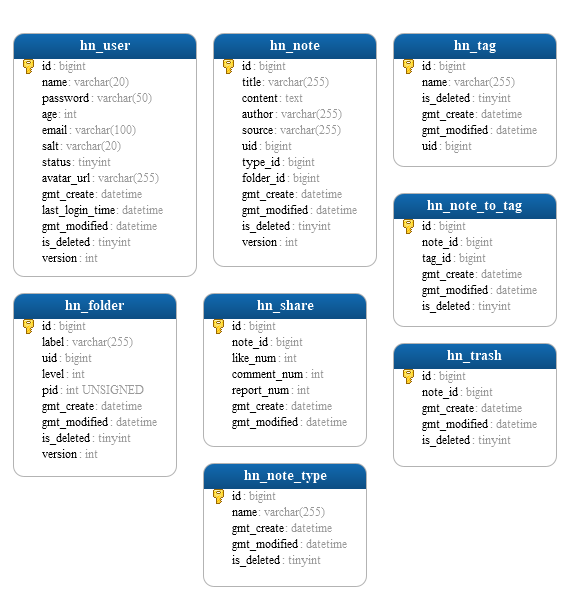 hn_user
id : bigint
name : varchar(20)
password : varchar(50)
age : int
email : varchar(100)
salt : varchar(20)
status : tinyint
avatar_url : varchar(255)
gmt_create : datetime
last_login_time : datetime
gmt_modified : datetime
is_deleted : tinyint
version : int
hn_note
id : bigint
title : varchar(255)
content : text
author : varchar(255)
source : varchar(255)
uid : bigint
type_id : bigint
folder_id : bigint
gmt_create : datetime
gmt_modified : datetime
is_deleted : tinyint
version : int
hn_tag
id : bigint
name : varchar(255)
is_deleted : tinyint
gmt_create : datetime
gmt_modified : datetime
uid : bigint
hn_note_to_tag
id : bigint
note_id : bigint
tag_id : bigint
gmt_create : datetime
gmt_modified : datetime
is_deleted : tinyint
hn_folder
id : bigint
label : varchar(255)
uid : bigint
level : int
pid : int UNSIGNED
gmt_create : datetime
gmt_modified : datetime
is_deleted : tinyint
version : int
hn_share
id : bigint
note_id : bigint
like_num : int
comment_num : int
report_num : int
gmt_create : datetime
gmt_modified : datetime
hn_trash
id : bigint
note_id : bigint
gmt_create : datetime
gmt_modified : datetime
is_deleted : tinyint
hn_note_type
id : bigint
name : varchar(255)
gmt_create : datetime
gmt_modified : datetime
is_deleted : tinyint